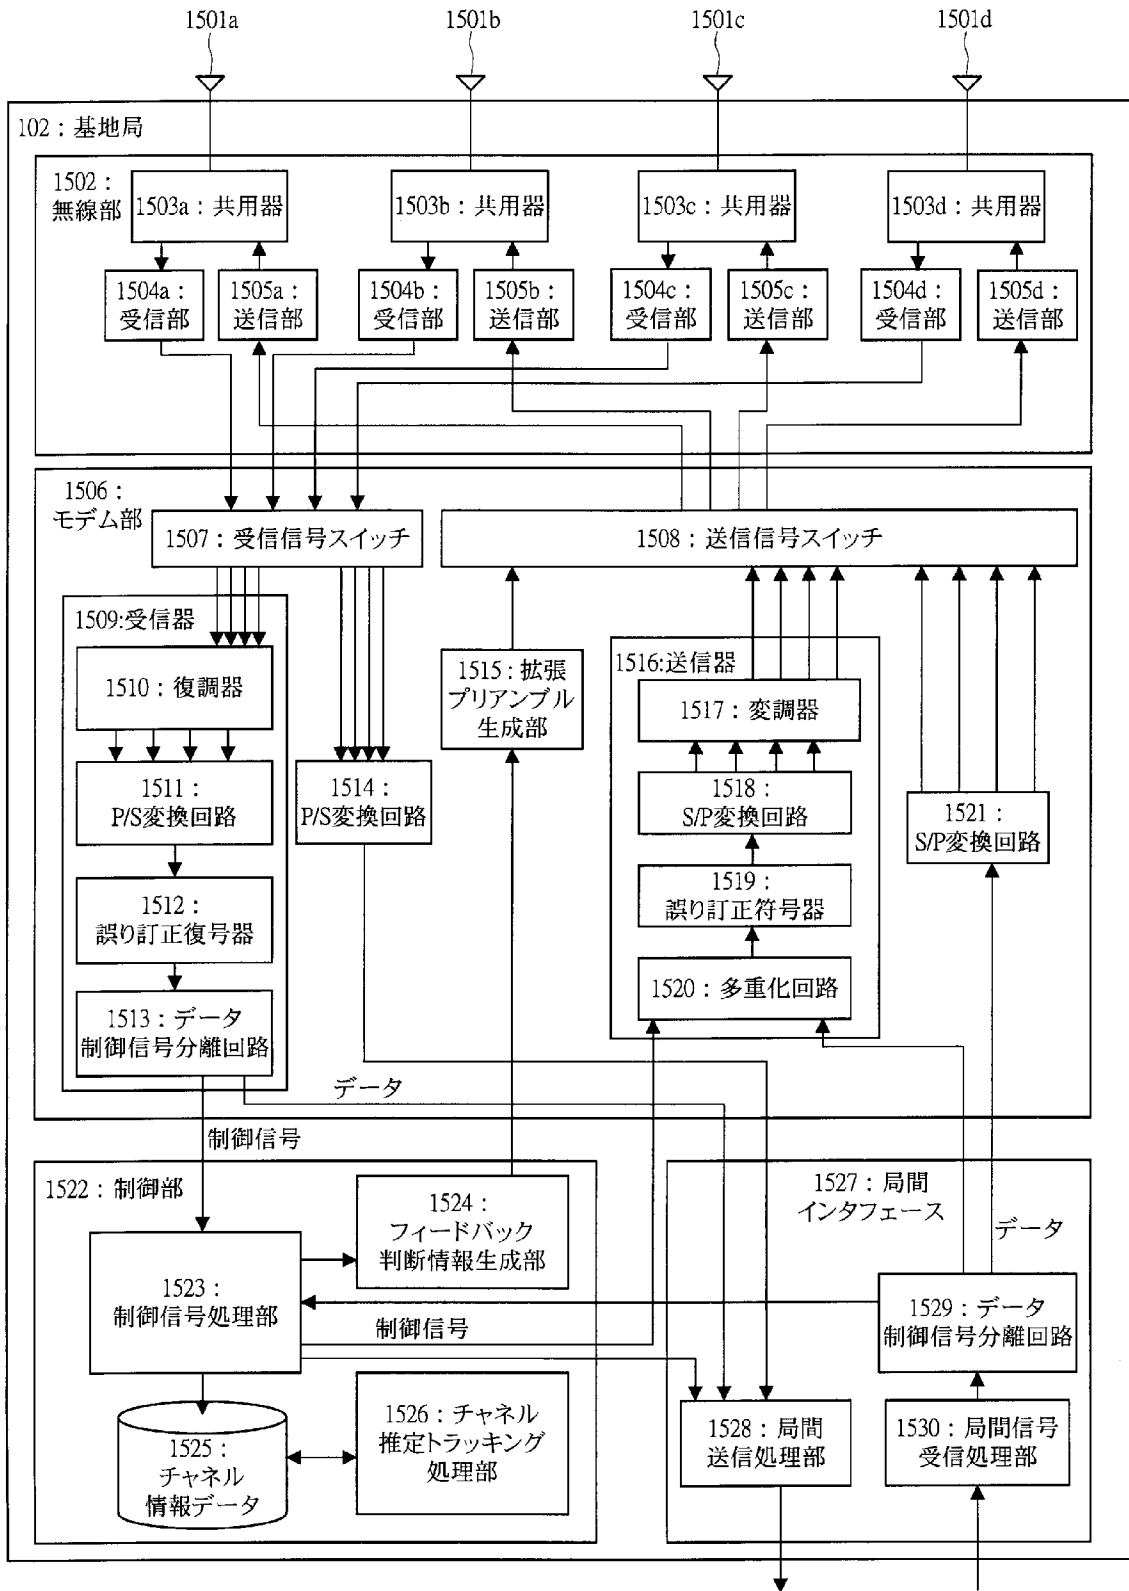 1501a
1501b
1501c
1501d
102：基地局
1502：
無線部
1503a：共用器
1503b：共用器
1503c：共用器
1503d：共用器
1504a：
受信部
1505a：
送信部
1504b：
受信部
1505b：
送信部
1504c：
受信部
1505c：
送信部
1504d：
受信部
1505d：
送信部
1506：
モデム部
1507：受信信号スイッチ
1508：送信信号スイッチ
1509:受信器
1510：復調器
1511：
P/S変換回路
1512：
誤り訂正復号器
1513：データ
制御信号分離回路
1514：
P/S変換回路
1515：拡張
プリアンブル
生成部
1516:送信器
1517：変調器
1518：
S/P変換回路
1519：
誤り訂正符号器
1520：多重化回路
1521：
S/P変換回路
データ
制御信号
1522：制御部
1523：
制御信号処理部
1524：
フィードバック
判断情報生成部
制御信号
1525：
チャネル
情報データ
1526：チャネル
推定トラッキング
処理部
1527：局間
インタフェース
データ
1529：データ
制御信号分離回路
1528：局間
送信処理部
1530：局間信号
受信処理部